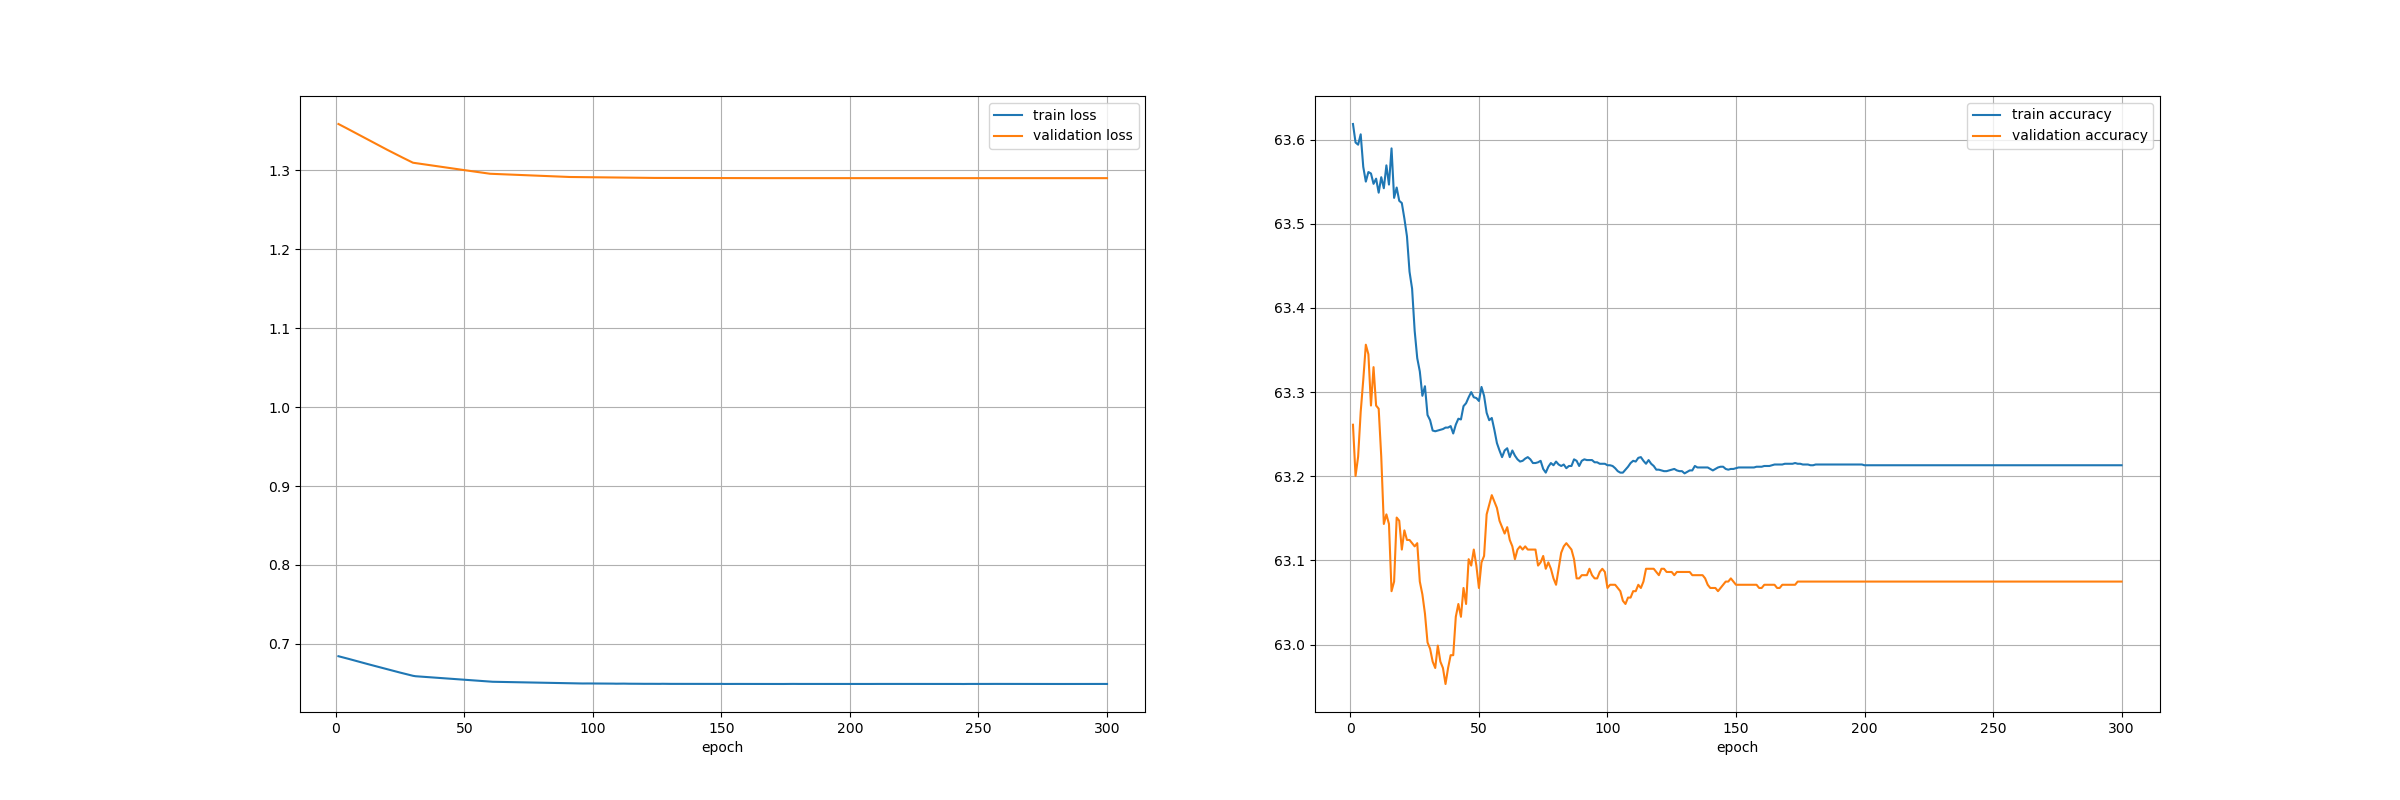 train loss
validation loss
1.3
1.2
1.1
1.0
0.9
0.8
0.7
0 50 100 150 200 250 300
epoch
train accuracy
validation accuracy
63.6
63.5
63.4
63.3
63.2
63.1
63.0
0 50 100 150 200 250 300
epoch